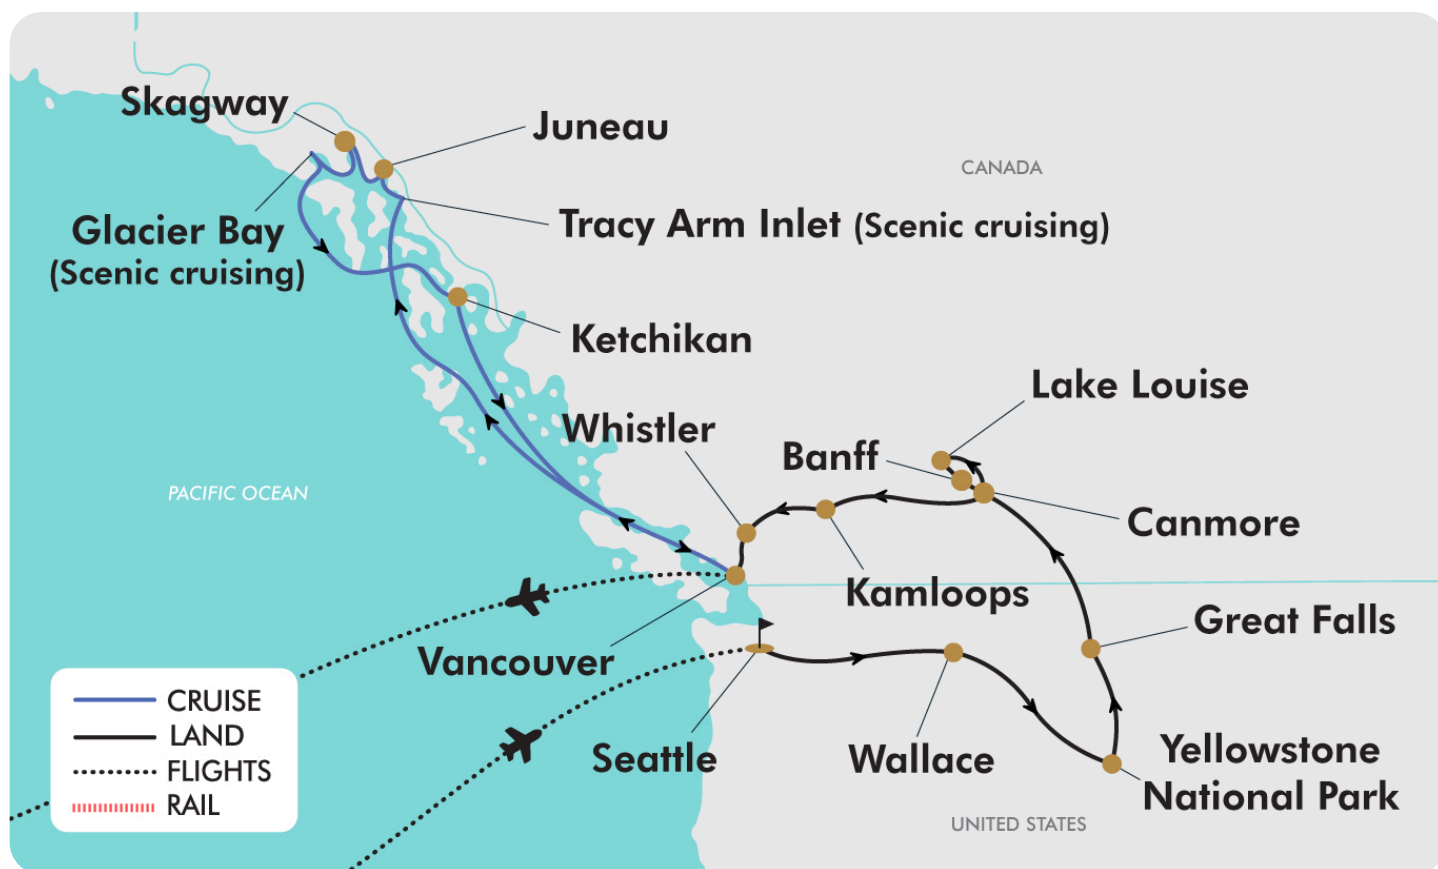 Skagway
Juneau
CANADA
Glacier Bay
(Scenic cruising)
Tracy Arm Inlet (Scenic cruising)
Ketchikan
Lake Louise
Whistler
Banff
PACIFIC OCEAN
Canmore
Kamloops
Great Falls
Vancouver
CRUISE
LAND
FLIGHTS
RAIL
Seattle
Wallace
Yellowstone
National Park
UNITED STATES